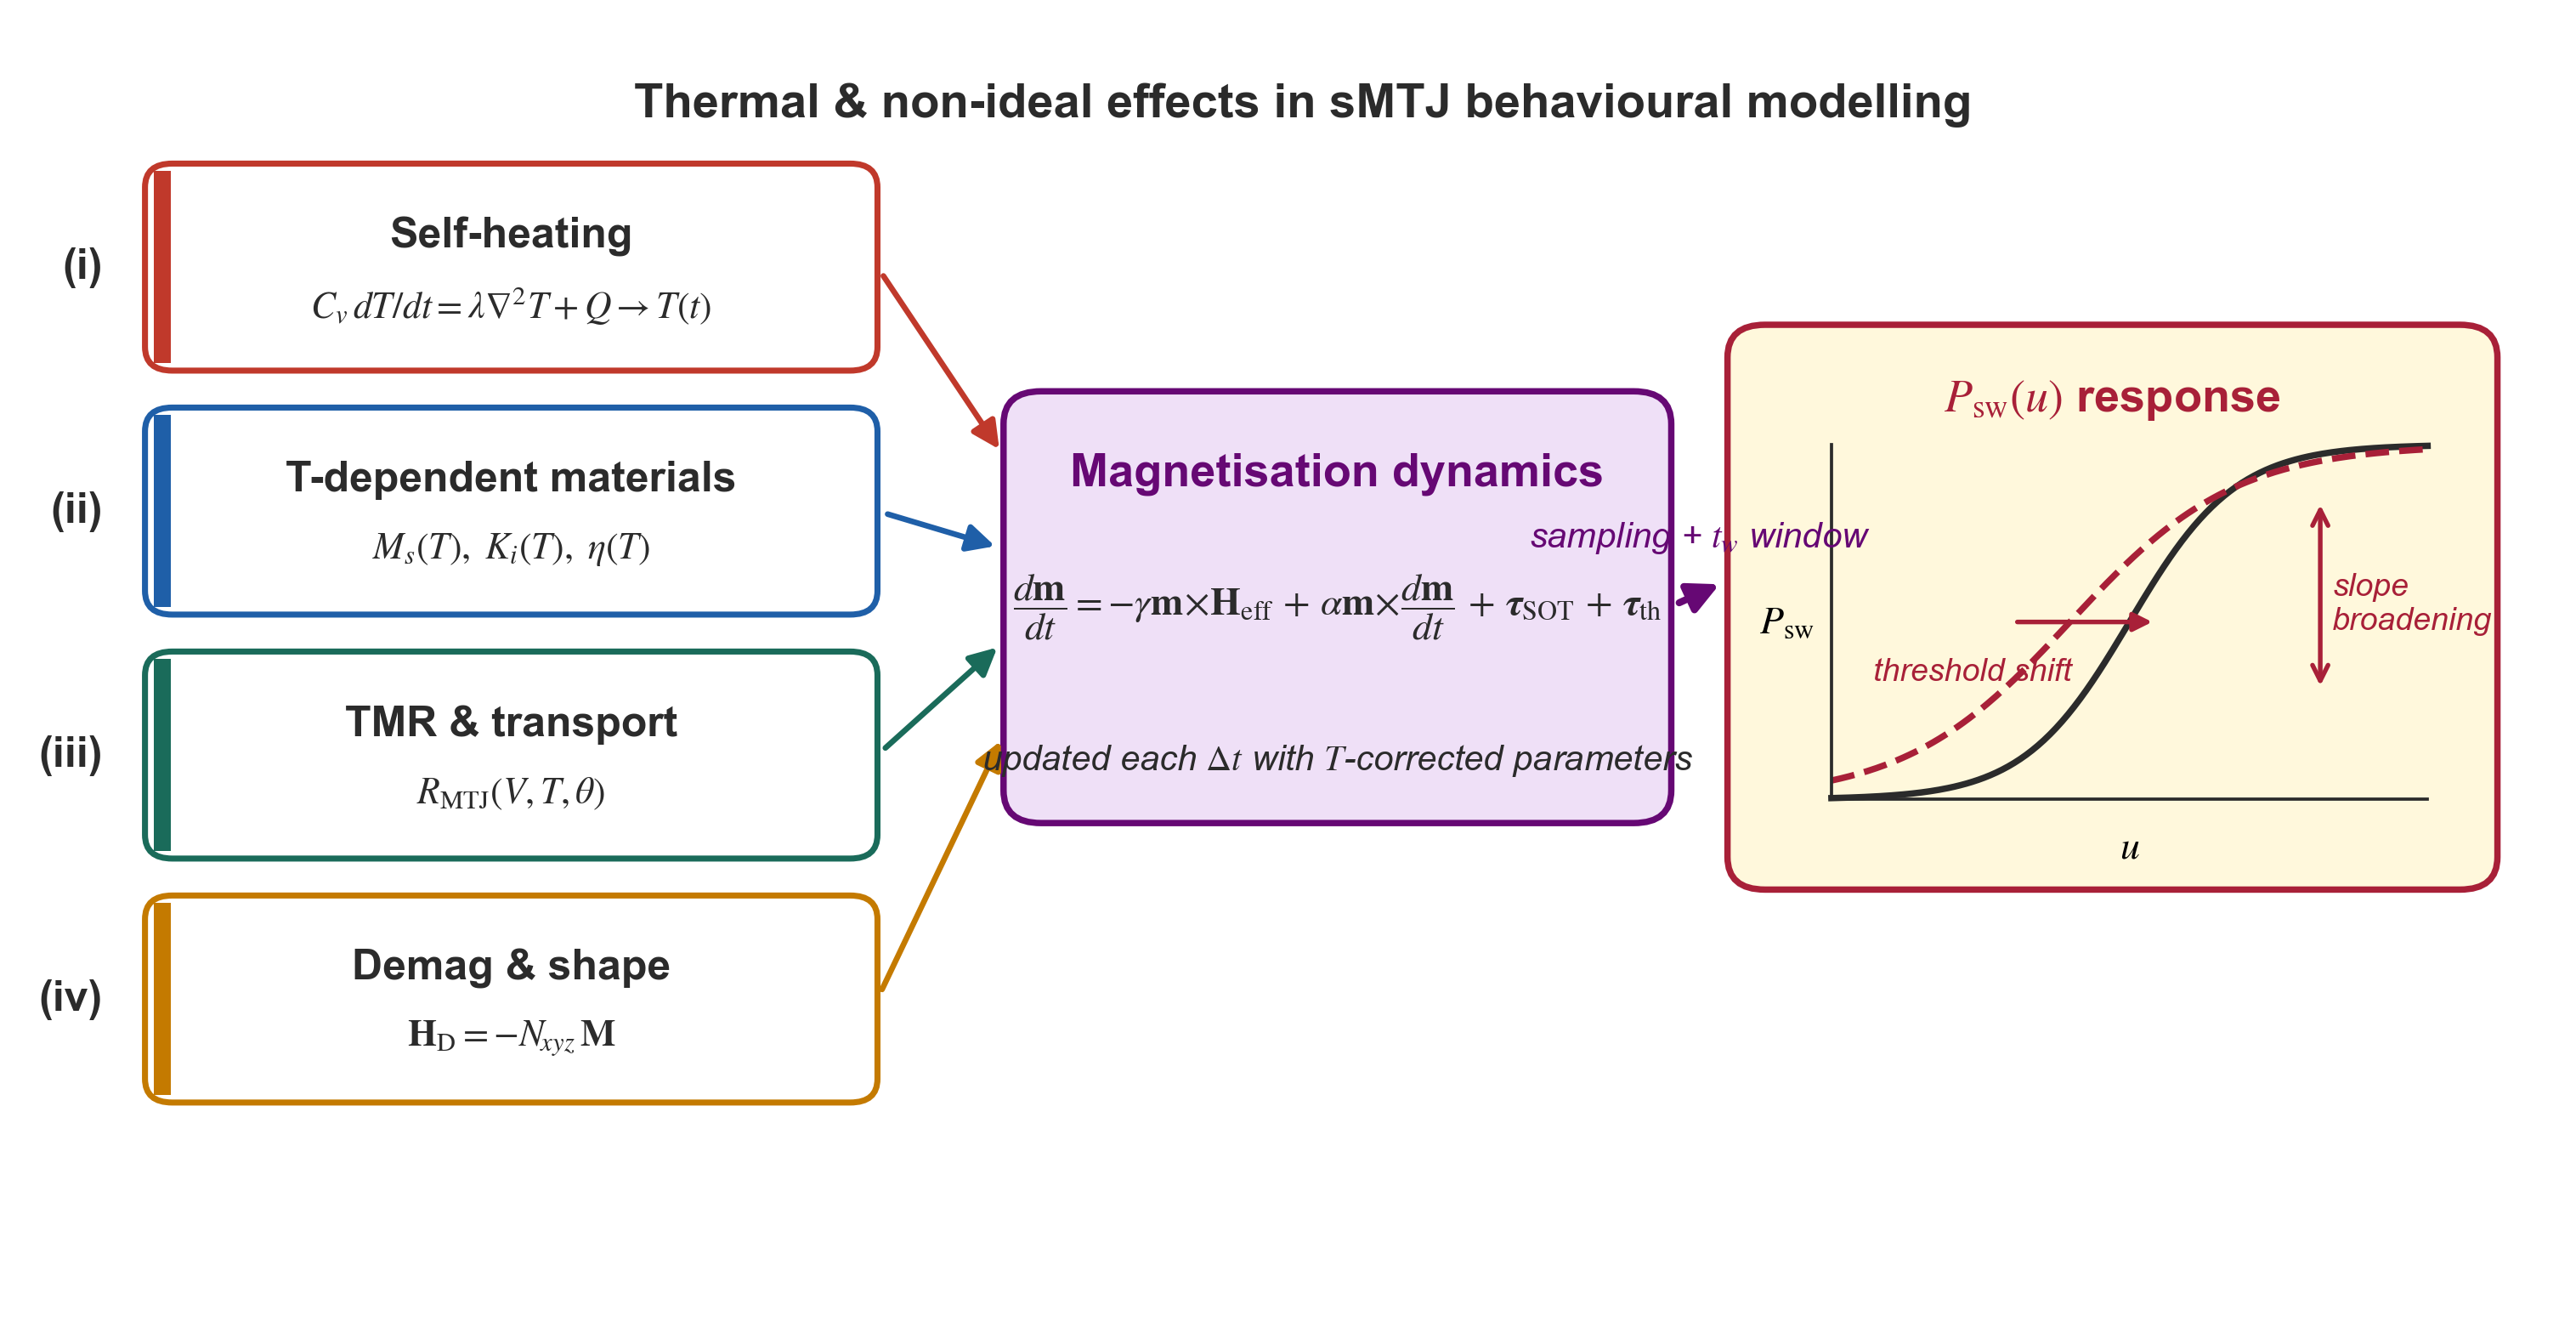 Thermal & non-ideal effects in sMTJ behavioural modelling
(i)
Self-heating
C_v dT/dt = λ∇²T + Q → T(t)
(ii)
T-dependent materials
M_s(T), K_i(T), η(T)
(iii)
TMR & transport
R_MTJ(V, T, θ)
(iv)
Demag & shape
H_D = −N_xyz M
Magnetisation dynamics
dm/dt = −γm×H_eff + αm×dm/dt + τ_SOT + τ_th
updated each Δt with T-corrected parameters
sampling + t_w window
P_sw(u) response
P_sw
threshold shift
slope
broadening
u